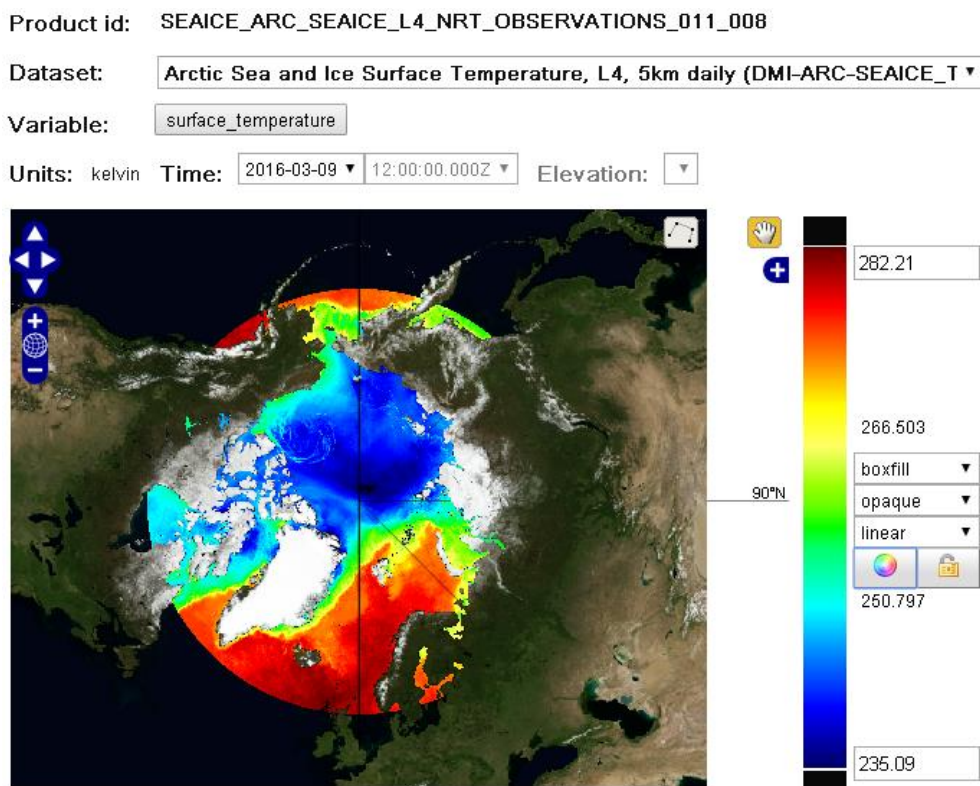 Product id: SEAICE_ARC_SEAICE_L4_NRT_OBSERVATIONS_011_008
Dataset: Arctic Sea and Ice Surface Temperature, L4, 5km daily (DMI-ARC-SEAICE_T
Variable: surface_temperature
Units: kelvin Time: 2016-03-09 12:00:00.000Z Elevation:
282.21
266.503
boxfill
90°N
opaque
linear
250.797
235.09